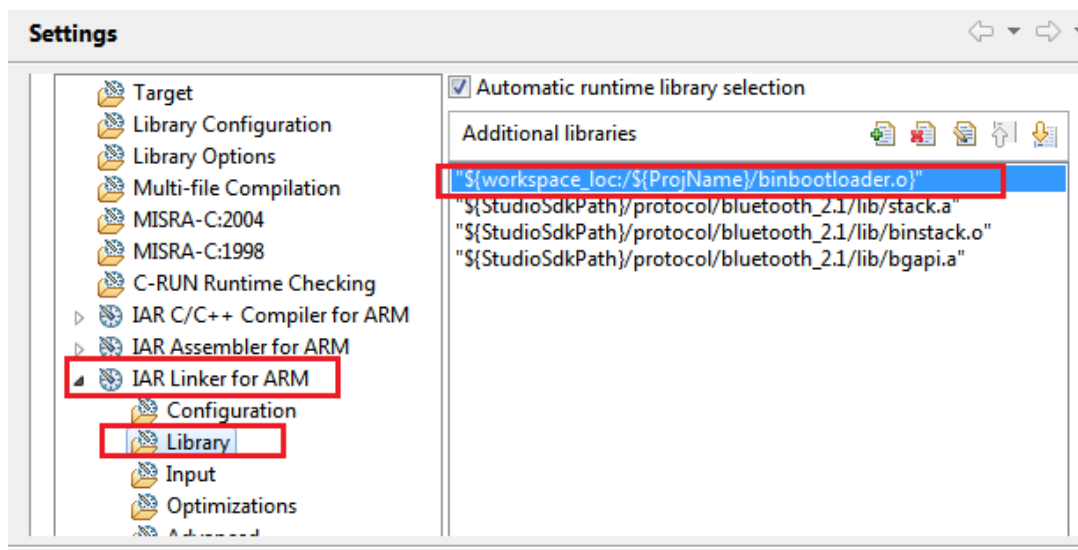 Settings
Target
Library Configuration
Library Options
Multi-file Compilation
MISRA-C:2004
MISRA-C:1998
C-RUN Runtime Checking
IAR C/C++ Compiler for ARM
IAR Assembler for ARM
IAR Linker for ARM
Configuration
Library
Input
Optimizations
Advanced
Automatic runtime library selection
Additional libraries
"${workspace_loc:/${ProjName}/binbootloader.o}"
"${StudioSdkPath}/protocol/bluetooth_2.1/lib/stack.a"
"${StudioSdkPath}/protocol/bluetooth_2.1/lib/binstack.o"
"${StudioSdkPath}/protocol/bluetooth_2.1/lib/bgapi.a"